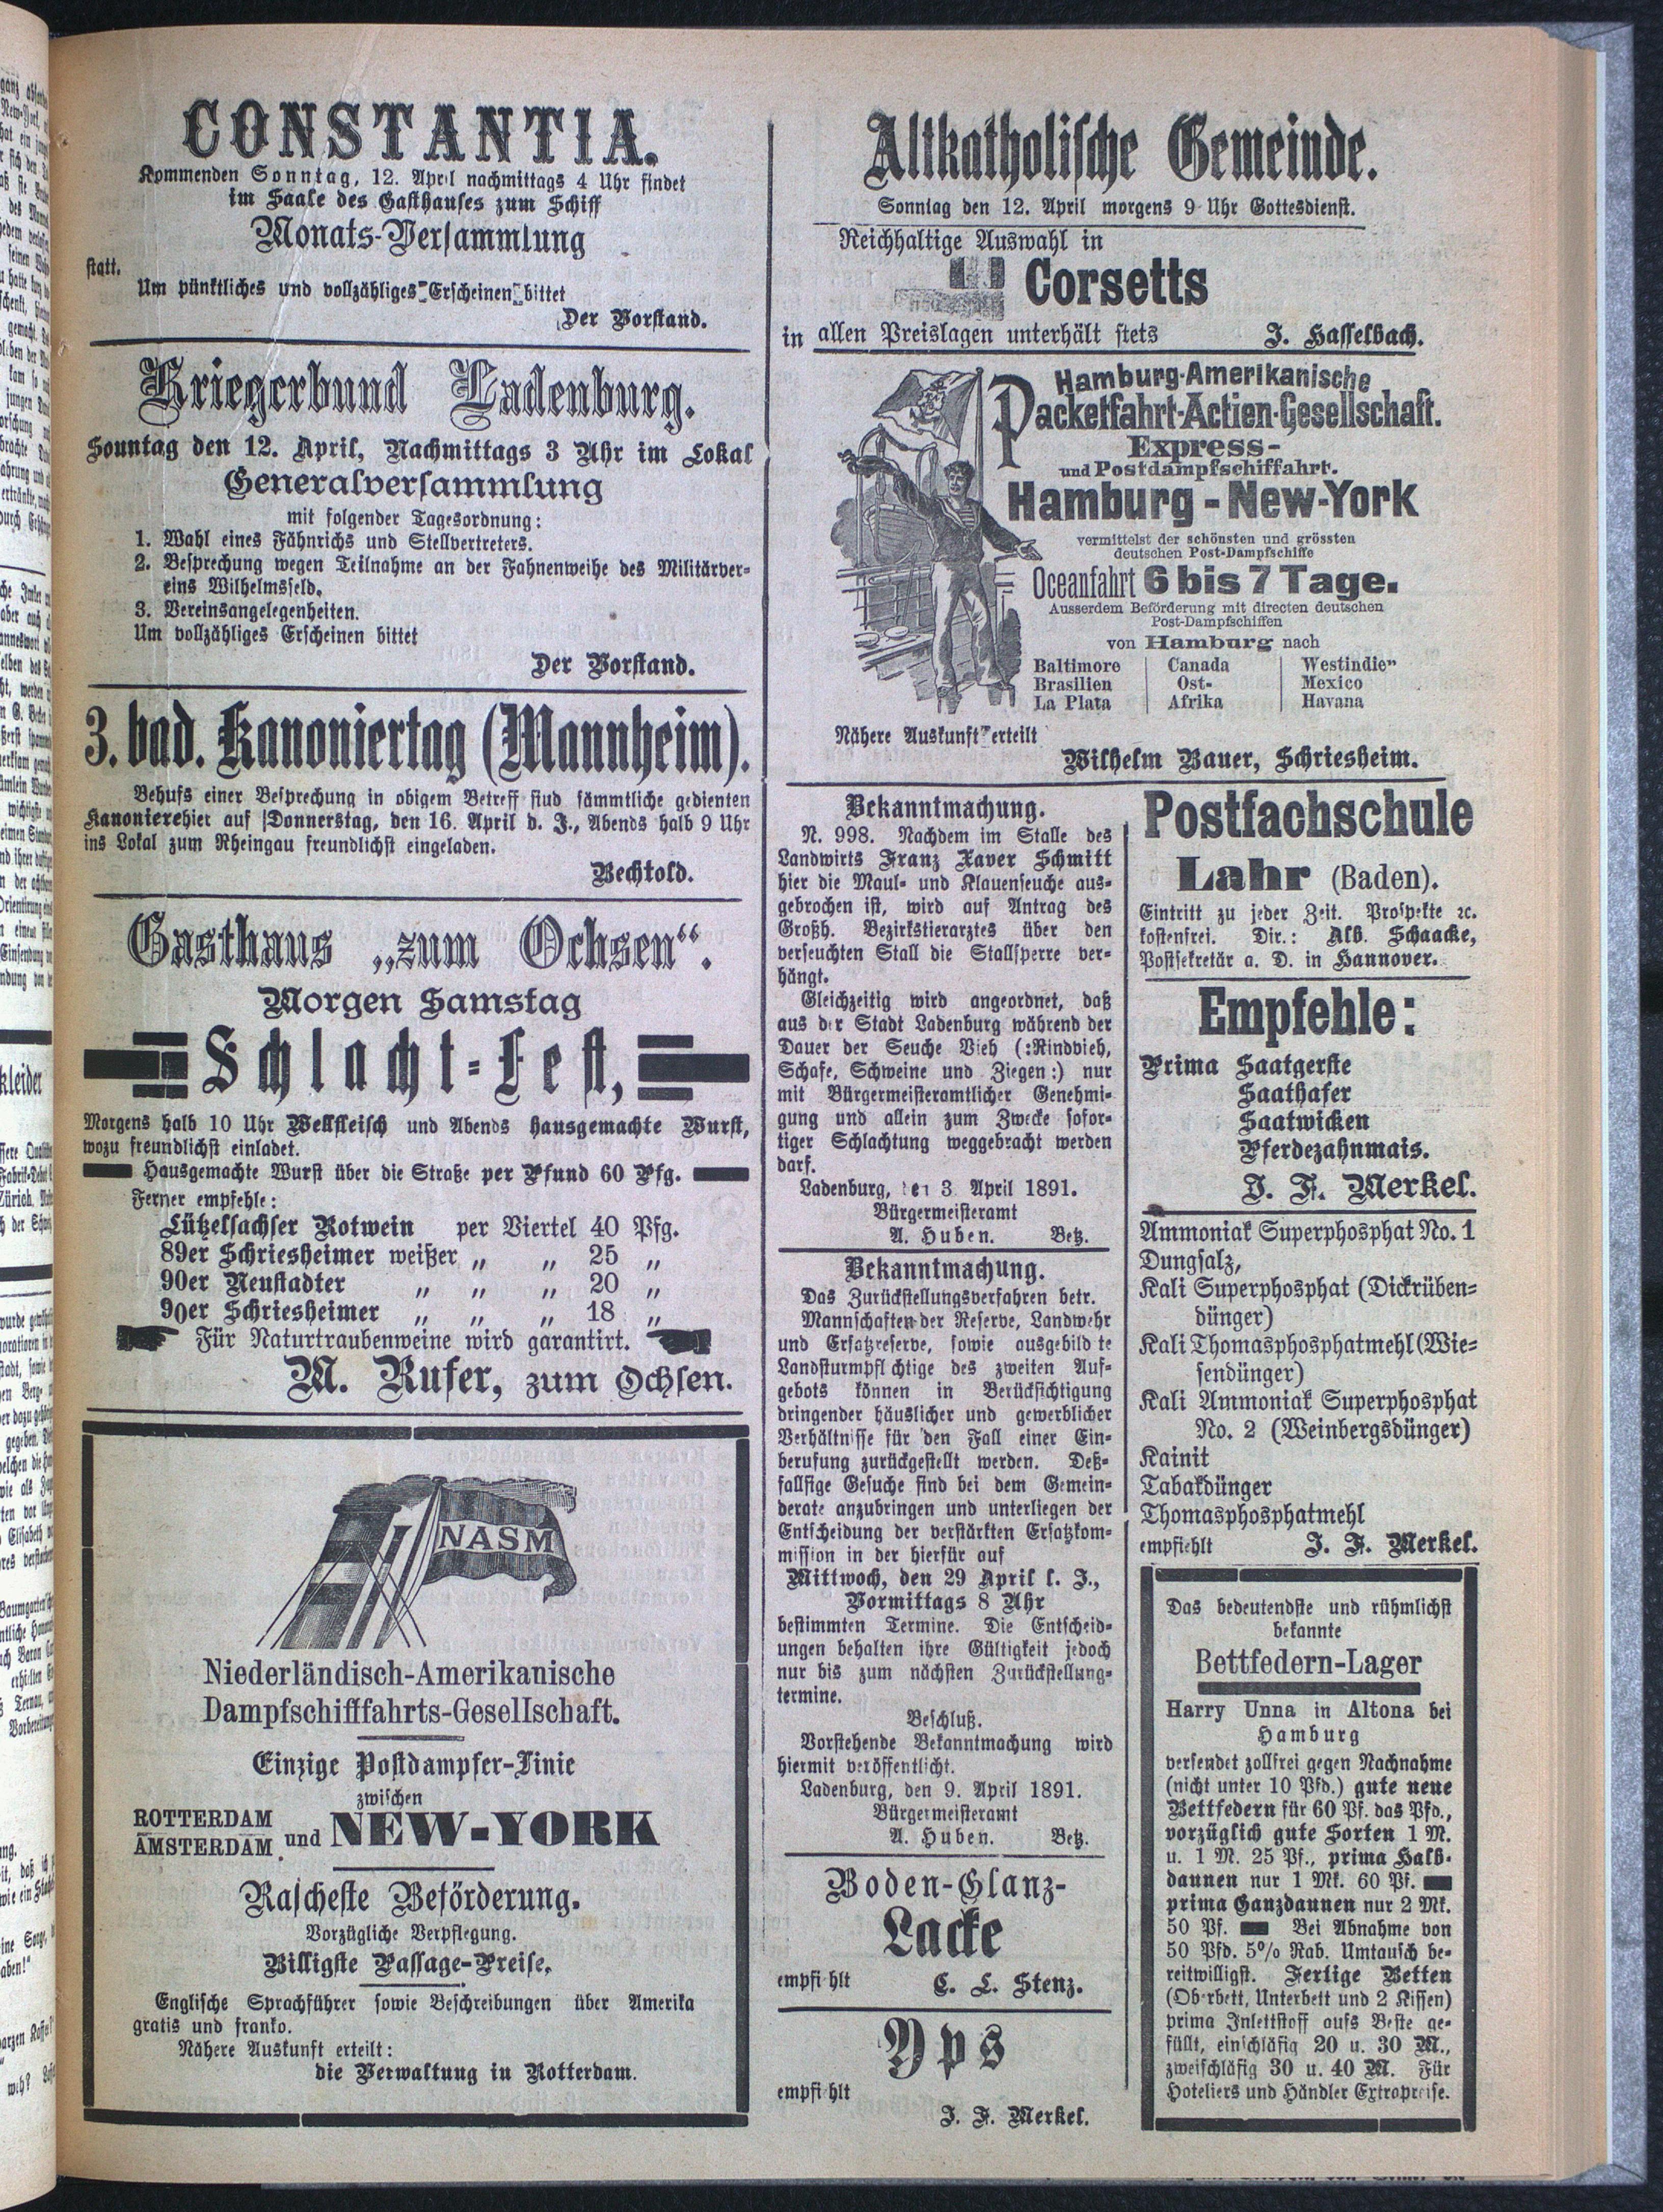 CONSTANTIA.
Kommenden Sonntag, 12. April nachmittags 4 Uhr findet
im Saale des Gasthauses zum Schiff
Monats-Versammlung
statt.
Um pünktliches und vollzähliges Erscheinen bittet
Der Vorstand.
Kriegerbund Ladenburg.
Sonntag den 12. April, Nachmittags 3 Uhr im Lokal
Generalversammlung
mit folgender Tagesordnung:
1. Wahl eines Fähnrichs und Stellvertreters.
2. Besprechung wegen Teilnahme an der Fahnenweihe des Militärver-
eins Wilhelmsfeld.
3. Vereinsangelegenheiten.
Um vollzähliges Erscheinen bittet
Der Vorstand.
3. bad. Kanoniertag (Mannheim).
Behufs einer Besprechung in obigem Betreff sind sämmtliche gedienten
Kanoniere hier auf Donnerstag, den 16. April d. J., Abends halb 9 Uhr
ins Lokal zum Rheingau freundlichst eingeladen.
Bechtold.
Gasthaus „zum Ochsen“.
Morgen Samstag
Schlacht-Fest,
Morgens halb 10 Uhr Wellfleisch und Abends hausgemachte Wurst,
wozu freundlichst einladet.
Hausgemachte Wurst über die Straße per Pfund 60 Pfg.
Ferner empfehle:
Lützelsachser Rotwein per Viertel 40 Pfg.
89er Schriesheimer weißer „ „ 25 „
90er Neustadter „ „ „ 20 „
90er Schriesheimer „ „ „ 18 „
Für Naturtraubenweine wird garantirt.
M. Rufer, zum Ochsen.
NASM
Niederländisch-Amerikanische
Dampfschifffahrts-Gesellschaft.
Einzige Postdampfer-Linie
zwischen
ROTTERDAM
AMSTERDAM und NEW-YORK
Rascheste Beförderung.
Vorzügliche Verpflegung.
Billigste Passage-Preise.
Englische Sprachführer sowie Beschreibungen über Amerika
gratis und franko.
Nähere Auskunft erteilt:
die Verwaltung in Rotterdam.
Altkatholische Gemeinde.
Sonntag den 12. April morgens 9 Uhr Gottesdienst.
Reichhaltige Auswahl in
Corsetts
in allen Preislagen unterhält stets J. Hasselbach.
Hamburg-Amerikanische
Packetfahrt-Actien-Gesellschaft.
Express-
und Postdampfschiffahrt.
Hamburg - New-York
vermittelst der schönsten und grössten
deutschen Post-Dampfschiffe
Oceanfahrt 6 bis 7 Tage.
Ausserdem Beförderung mit directen deutschen
Post-Dampfschiffen
von Hamburg nach
Baltimore Canada Westindien
Brasilien Ost- Mexico
La Plata Afrika Havana
Nähere Auskunft erteilt
Wilhelm Bauer, Schriesheim.
Bekanntmachung.
N. 998. Nachdem im Stalle des
Landwirts Franz Xaver Schmitt
hier die Maul- und Klauenseuche aus-
gebrochen ist, wird auf Antrag des
Großh. Bezirkstierarztes über den
verseuchten Stall die Stallsperre ver-
hängt.
Gleichzeitig wird angeordnet, daß
aus der Stadt Ladenburg während der
Dauer der Seuche Vieh (:Rindvieh,
Schafe, Schweine und Ziegen:) nur
mit Bürgermeisteramtlicher Genehmi-
gung und allein zum Zwecke sofor-
tiger Schlachtung weggebracht werden
darf.
Ladenburg, den 3. April 1891.
Bürgermeisteramt
A. Huben. Betz.
Bekanntmachung.
Das Zurückstellungsverfahren betr.
Mannschaften der Reserve, Landwehr
und Ersatzreserve, sowie ausgebildete
Landsturmpflichtige des zweiten Auf-
gebots können in Berücksichtigung
dringender häuslicher und gewerblicher
Verhältnisse für den Fall einer Ein-
berufung zurückgestellt werden. Deß-
fallsige Gesuche sind bei dem Gemein-
derate anzubringen und unterliegen der
Entscheidung der verstärkten Ersatzkom-
mission in der hierfür auf
Mittwoch, den 29 April l. J.,
Vormittags 8 Uhr
bestimmten Termine. Die Entscheid-
ungen behalten ihre Gültigkeit jedoch
nur bis zum nächsten Zurückstellung-
termine.
Beschluß.
Vorstehende Bekanntmachung wird
hiermit veröffentlicht.
Ladenburg, den 9. April 1891.
Bürgermeisteramt
A. Huben. Betz.
Boden-Glanz-
Lacke
empfiehlt C. L. Stenz.
Yps
empfiehlt
J. F. Merkel.
Postfachschule
Lahr (Baden).
Eintritt zu jeder Zeit. Prospekte ꝛc.
kostenfrei. Dir.: Alb. Schaacke,
Postsekretär a. D. in Hannover.
Empfehle:
Prima Saatgerste
Saathafer
Saatwicken
Pferdezahnmais.
J. F. Merkel.
Ammoniak Superphosphat No. 1
Dungsalz,
Kali Superphosphat (Dickrüben-
dünger)
Kali Thomasphosphatmehl (Wie-
sendünger)
Kali Ammoniak Superphosphat
No. 2 (Weinbergsdünger)
Kainit
Tabakdünger
Thomasphosphatmehl
empfiehlt J. F. Merkel.
Das bedeutendste und rühmlichst
bekannte
Bettfedern-Lager
Harry Unna in Altona bei
Hamburg
versendet zollfrei gegen Nachnahme
(nicht unter 10 Pfd.) gute neue
Bettfedern für 60 Pf. das Pfd.,
vorzüglich gute Sorten 1 M.
u. 1 M. 25 Pf., prima Halb-
daunen nur 1 Mk. 60 Pf.
prima Ganzdaunen nur 2 Mk.
50 Pf. Bei Abnahme von
50 Pfd. 5% Rab. Umtausch be-
reitwilligst. Fertige Betten
(Oberbett, Unterbett und 2 Kissen)
prima Inlettstoff aufs Beste ge-
füllt, einschläfig 20 u. 30 M.,
zweischläfig 30 u. 40 M. Für
Hoteliers und Händler Extrapreise.